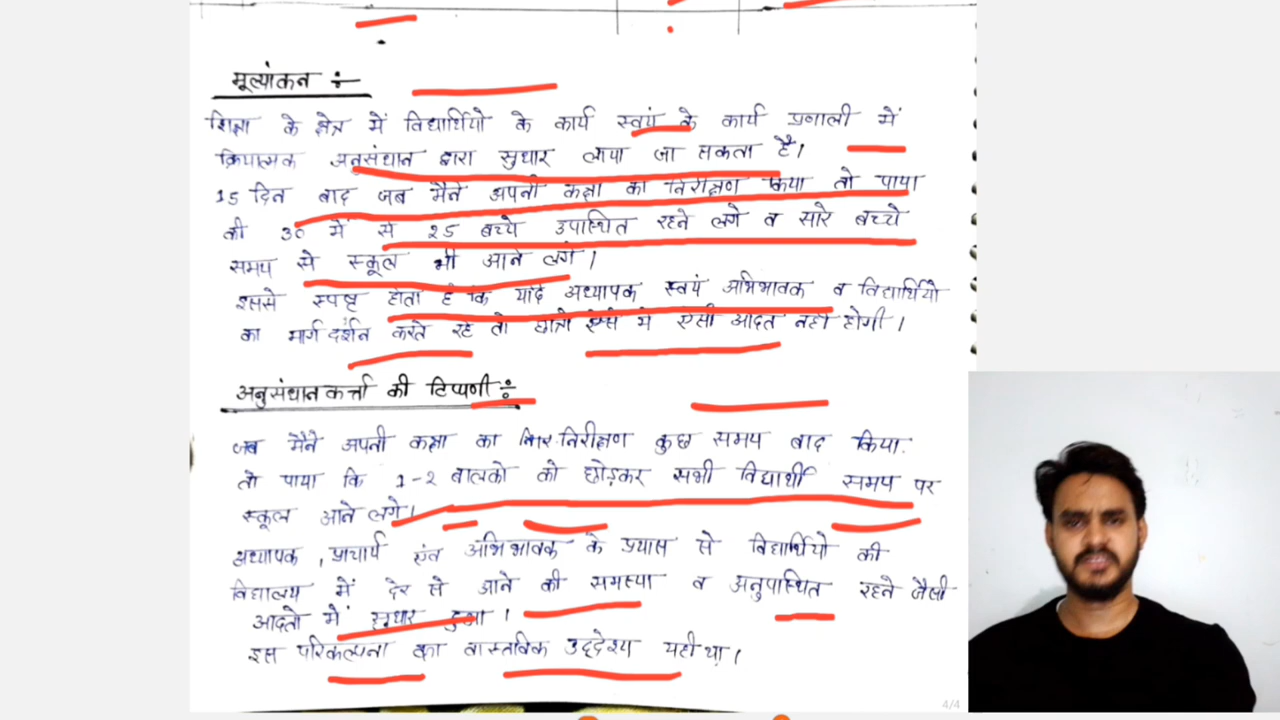 मूल्यांकन :-
शिक्षा के क्षेत्र में विद्यार्थियो के कार्य स्वयं के कार्य प्रणाली में
क्रियात्मक अनुसंधान द्वारा सुधार लाया जा सकता है।
15 दिन बाद जब मैंने अपनी कक्षा का निरीक्षण किया तो पाया
की 30 में से 25 बच्चे उपस्थित रहने लगे व सारे बच्चे
समय से स्कूल भी आने लगे।
इससे स्पष्ट होता है कि यदि अध्यापक स्वयं अभिभावक व विद्यार्थियो
का मार्ग दर्शन करते रहे तो छात्रो में ऐसी आदत नहीं होगी।
अनुसंधानकर्त्ता की टिप्पणी :-
जब मैंने अपनी कक्षा का निरीक्षण कुछ समय बाद किया.
तो पाया कि 1-2 बालको को छोड़कर सभी विद्यार्थी समय पर
स्कूल आने लगे।
अध्यापक , प्राचार्य एंव अभिभावक के प्रयास से विद्यार्थियो की
विद्यालय में देर से आने की समस्या व अनुपास्थित रहने जैसी
आदतो में सुधार हुआ।
इस परिकल्पना का वास्तविक उद्देश्य यही था।
4/4